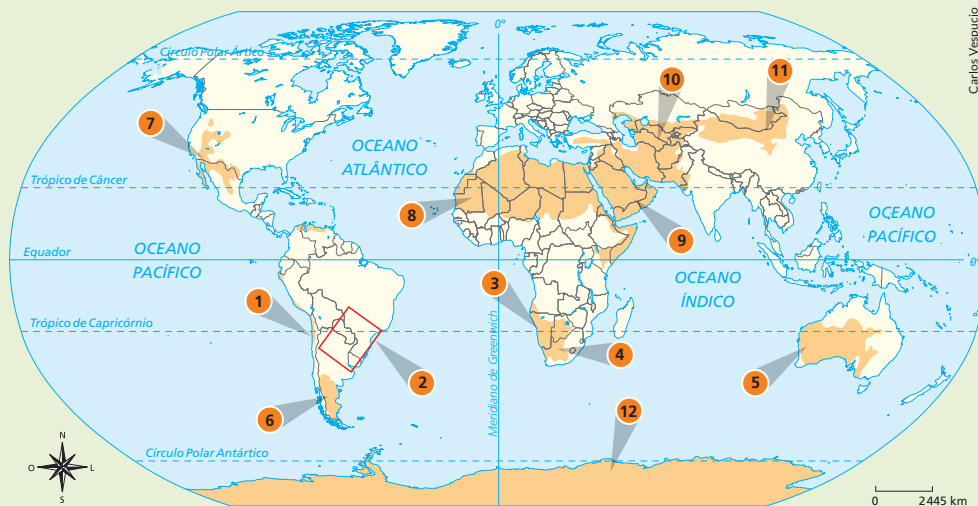 Carlos Vespucio
0°
Círculo Polar Ártico
11
10
7
OCEANO
ATLÂNTICO
Trópico de Câncer
8
9
OCEANO
PACÍFICO
OCEANO
PACÍFICO
Equador
0°
OCEANO
ÍNDICO
3
1
Trópico de Capricórnio
Meridiano de Greenwich
4
2
5
6
12
Círculo Polar Antártico
N
O
L
S
0 2445 km